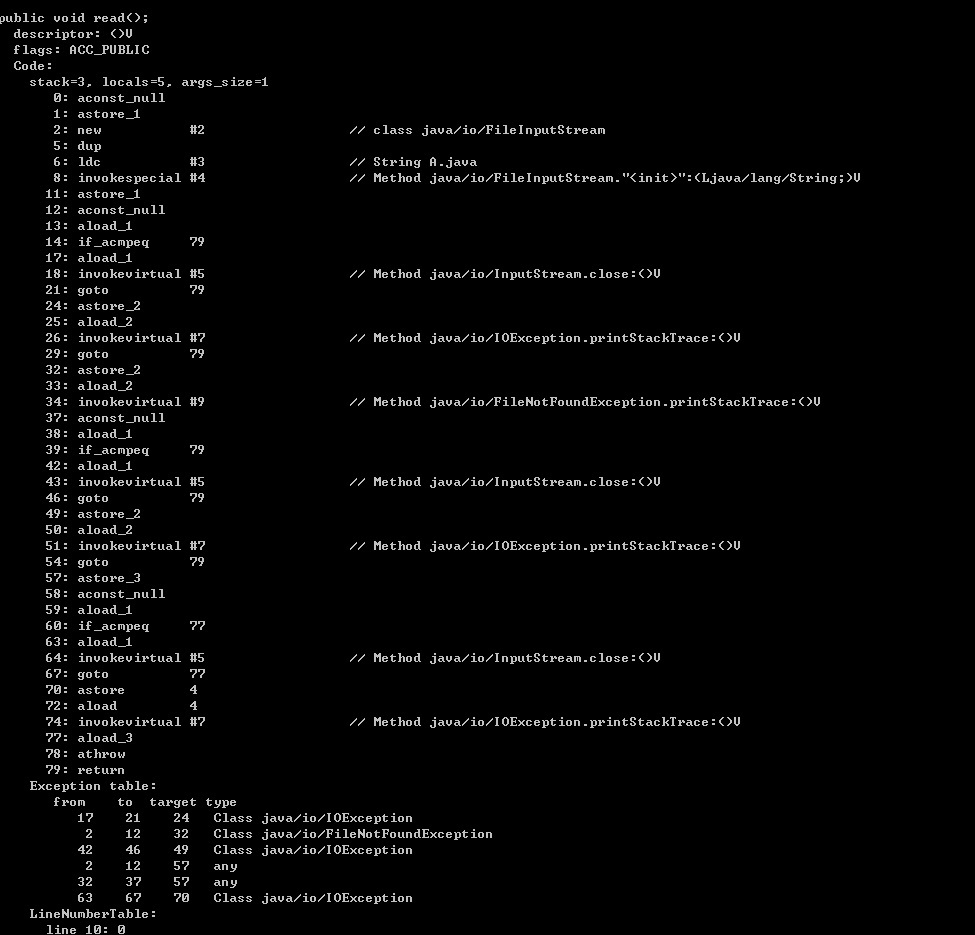 public void read();
descriptor: ()V
flags: ACC_PUBLIC
Code:
stack=3, locals=5, args_size=1
0: aconst_null
1: astore_1
2: new #2 // class java/io/FileInputStream
5: dup
6: ldc #3 // String A.java
8: invokespecial #4 // Method java/io/FileInputStream."<init>":(Ljava/lang/String;)V
11: astore_1
12: aconst_null
13: aload_1
14: if_acmpeq 79
17: aload_1
18: invokevirtual #5 // Method java/io/InputStream.close:()V
21: goto 79
24: astore_2
25: aload_2
26: invokevirtual #7 // Method java/io/IOException.printStackTrace:()V
29: goto 79
32: astore_2
33: aload_2
34: invokevirtual #9 // Method java/io/FileNotFoundException.printStackTrace:()V
37: aconst_null
38: aload_1
39: if_acmpeq 79
42: aload_1
43: invokevirtual #5 // Method java/io/InputStream.close:()V
46: goto 79
49: astore_2
50: aload_2
51: invokevirtual #7 // Method java/io/IOException.printStackTrace:()V
54: goto 79
57: astore_3
58: aconst_null
59: aload_1
60: if_acmpeq 77
63: aload_1
64: invokevirtual #5 // Method java/io/InputStream.close:()V
67: goto 77
70: astore 4
72: aload 4
74: invokevirtual #7 // Method java/io/IOException.printStackTrace:()V
77: aload_3
78: athrow
79: return
Exception table:
from to target type
17 21 24 Class java/io/IOException
2 12 32 Class java/io/FileNotFoundException
42 46 49 Class java/io/IOException
2 12 57 any
32 37 57 any
63 67 70 Class java/io/IOException
LineNumberTable:
line 10: 0